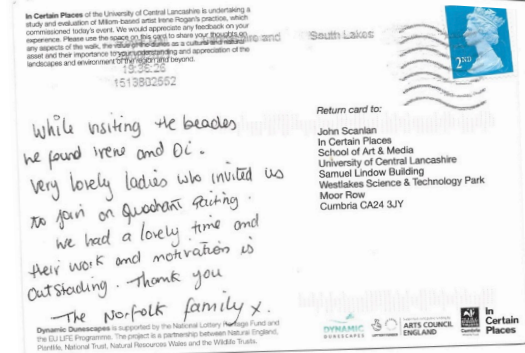 In Certain Places of the University of Central Lancashire is undertaking a
study and evaluation of Millom-based artist Irene Rogan's practice, which
commissioned today's event. We would appreciate any feedback on your
experience. Please use the space on this card to share your thoughts on
any aspects of the walk, the value of the dunes as a cultural and natural
asset and their importance to your understanding and appreciation of the
landscapes and environment of the region and beyond.
South Lakes
1513802652
2ND
While visiting the beaches
we found irene and Di.
Very lovely ladies who invited us
to join on Quadrant
We had a lovely time and
their work and motivation is
outstading. Thank you
The Norfolk family x.
Return card to:
John Scanlan
In Certain Places
School of Art & Media
University of Central Lancashire
Samuel Lindow Building
Westlakes Science & Technology Park
Moor Row
Cumbria CA24 3JY
Dynamic Dunescapes is supported by the National Lottery Heritage Fund and
the EU LIFE Programme. The project is a partnership between Natural England,
Plantlife, National Trust, Natural Resources Wales and the Wildlife Trusts.
DYNAMIC
DUNESCAPES
ARTS COUNCIL
ENGLAND
In
Certain
Places